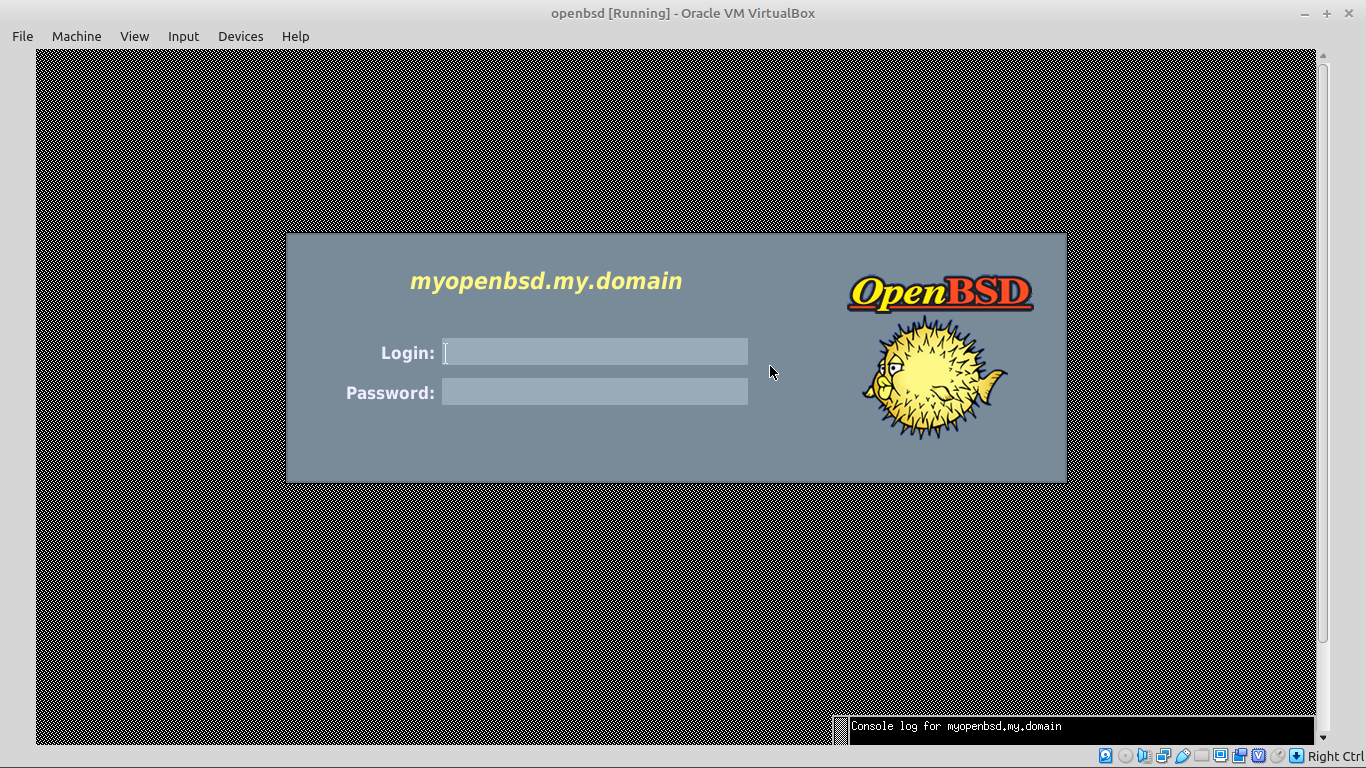 openbsd [Running] - Oracle VM VirtualBox
File Machine View Input Devices Help
myopenbsd.my.domain
OpenBSD
Login:
Password:
Console log for myopenbsd.my.domain
Right Ctrl